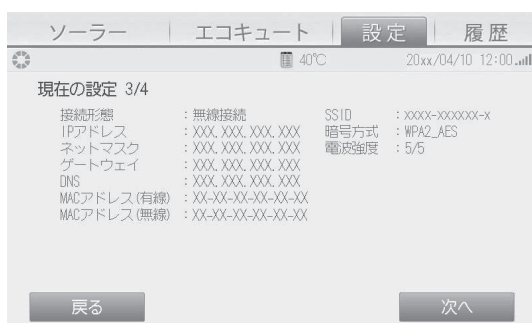 ソーラー エコキュート 設定 履歴
40℃ 20xx/04/10 12:00
現在の設定 3/4
接続形態 : 無線接続 SSID : xxxx-xxxxxx-x
IPアドレス : XXX.XXX.XXX.XXX 暗号方式 : WPA2_AES
ネットマスク : XXX.XXX.XXX.XXX 電波強度 : 5/5
ゲートウェイ : XXX.XXX.XXX.XXX
DNS : XXX.XXX.XXX.XXX
MACアドレス(有線) : XX-XX-XX-XX-XX-XX
MACアドレス(無線) : XX-XX-XX-XX-XX-XX
戻る 次へ